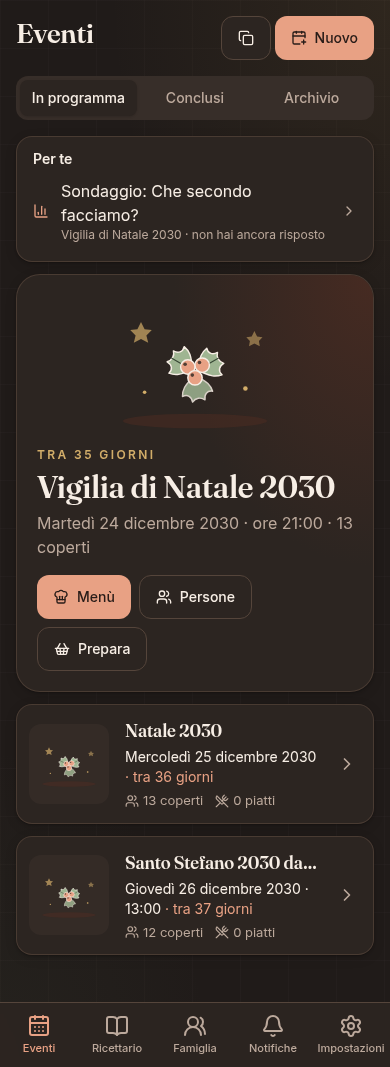 Eventi
Nuovo
In programma
Conclusi
Archivio
Per te
Sondaggio: Che secondo
facciamo?
Vigilia di Natale 2030 · non hai ancora risposto
TRA 35 GIORNI
Vigilia di Natale 2030
Martedì 24 dicembre 2030 · ore 21:00 · 13
coperti
Menù
Persone
Prepara
Natale 2030
Mercoledì 25 dicembre 2030
· tra 36 giorni
13 coperti 0 piatti
Santo Stefano 2030 da...
Giovedì 26 dicembre 2030 ·
13:00 · tra 37 giorni
12 coperti 0 piatti
Eventi
Ricettario
Famiglia
Notifiche
Impostazioni